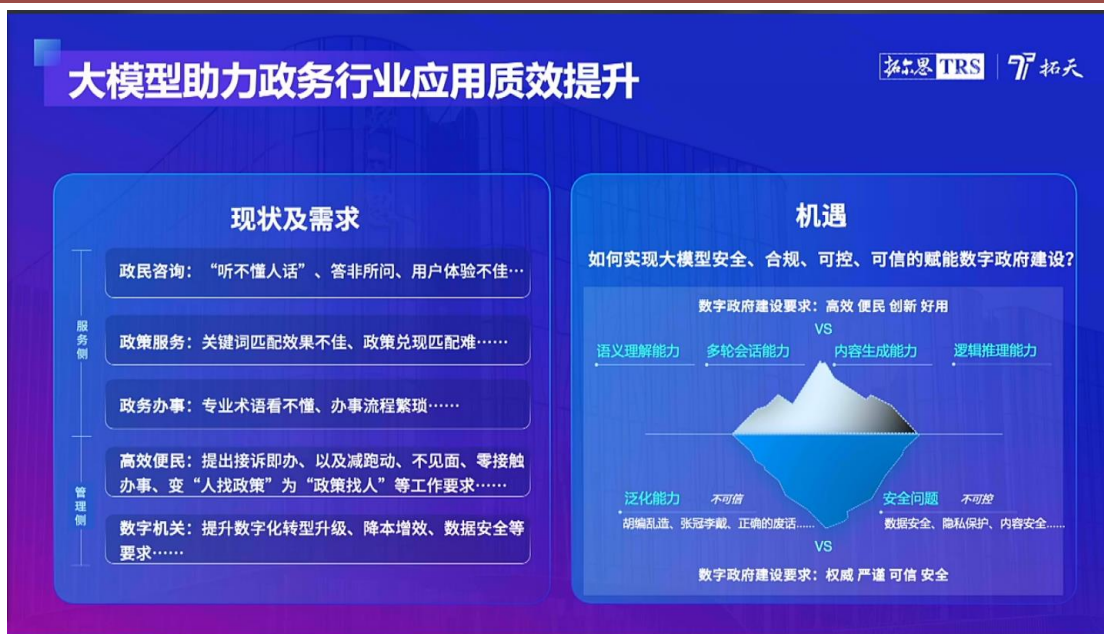 大模型助力政务行业应用质效提升
拓尔思 TRS 拓天
现状及需求
服务侧
政民咨询：“听不懂人话”、答非所问、用户体验不佳…
政策服务：关键词匹配效果不佳、政策兑现匹配难……
政务办事：专业术语看不懂、办事流程繁琐……
管理侧
高效便民：提出接诉即办、以及减跑动、不见面、零接触
办事、变“人找政策”为“政策找人”等工作要求……
数字机关：提升数字化转型升级、降本增效、数据安全等
要求……
机遇
如何实现大模型安全、合规、可控、可信的赋能数字政府建设？
数字政府建设要求：高效 便民 创新 好用
VS
语义理解能力 多轮会话能力 内容生成能力 逻辑推理能力
泛化能力 不可信 安全问题 不可控
胡编乱造、张冠李戴、正确的废话...... 数据安全、隐私保护、内容安全......
VS
数字政府建设要求：权威 严谨 可信 安全